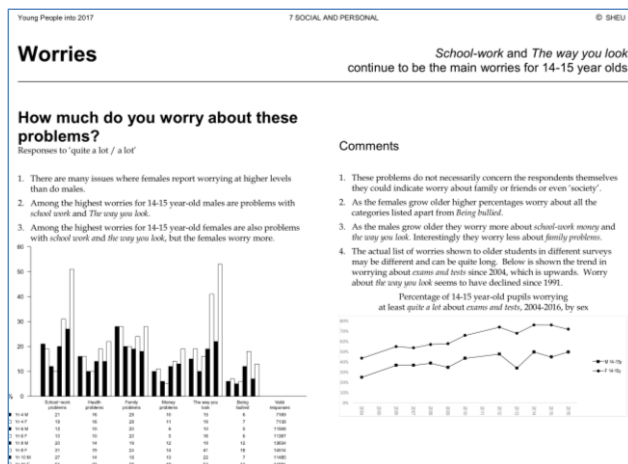 Young People into 2017
7 SOCIAL AND PERSONAL
© SHEU
Worries
School-work and The way you look
continue to be the main worries for 14-15 year olds
How much do you worry about these
problems?
Responses to 'quite a lot / a lot'
1. There are many issues where females report worrying at higher levels
than do males.
2. Among the highest worries for 14-15 year-old males are problems with
school work and The way you look.
3. Among the highest worries for 14-15 year-old females are also problems
with school work and the way you look, but the females worry more.
Comments
1. These problems do not necessarily concern the respondents themselves
they could indicate worry about family or friends or even 'society'.
2. As the females grow older higher percentages worry about all the
categories listed apart from Being bullied.
3. As the males grow older they worry more about school-work money and
the way you look. Interestingly they worry less about family problems.
4. The actual list of worries shown to older students in different surveys
may be different and can be quite long. Below is shown the trend in
worrying about exams and tests since 2004, which is upwards. Worry
about the way you look seems to have declined since 1991.
Percentage of 14-15 year-old pupils worrying
at least quite a lot about exams and tests, 2004-2016, by sex
60
50
40
30
20
10
0
School-work problems
Health problems
Family problems
Money problems
The way you look
Being bullied
Valid responses
80%
70%
60%
50%
40%
30%
20%
10%
0%
M 14-15y
F 14-15y